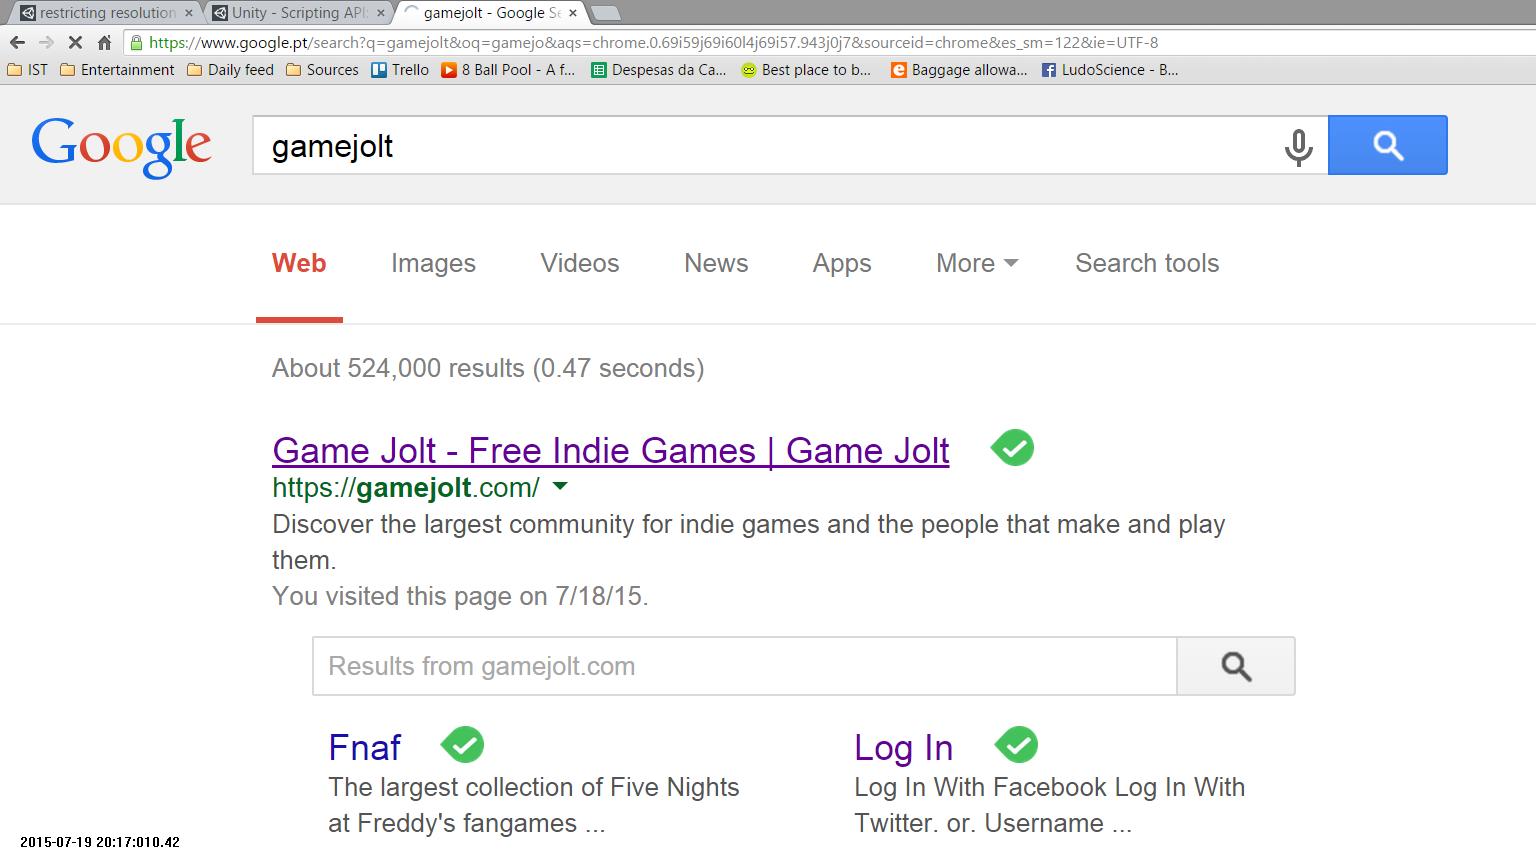 restricting resolution
Unity - Scripting API:
gamejolt - Google Se
https://www.google.pt/search?q=gamejolt&oq=gamejo&aqs=chrome.0.69i59j69i60l4j69i57.943j0j7&sourceid=chrome&es_sm=122&ie=UTF-8
IST Entertainment Daily feed Sources Trello 8 Ball Pool - A f... Despesas da Ca... Best place to b... Baggage allowa... LudoScience - B...
Google
gamejolt
Web Images Videos News Apps More Search tools
About 524,000 results (0.47 seconds)
Game Jolt - Free Indie Games | Game Jolt
https://gamejolt.com/
Discover the largest community for indie games and the people that make and play
them.
You visited this page on 7/18/15.
Results from gamejolt.com
Fnaf
The largest collection of Five Nights
at Freddy's fangames ...
Log In
Log In With Facebook Log In With
Twitter. or. Username ...
2015-07-19 20:17:010.42